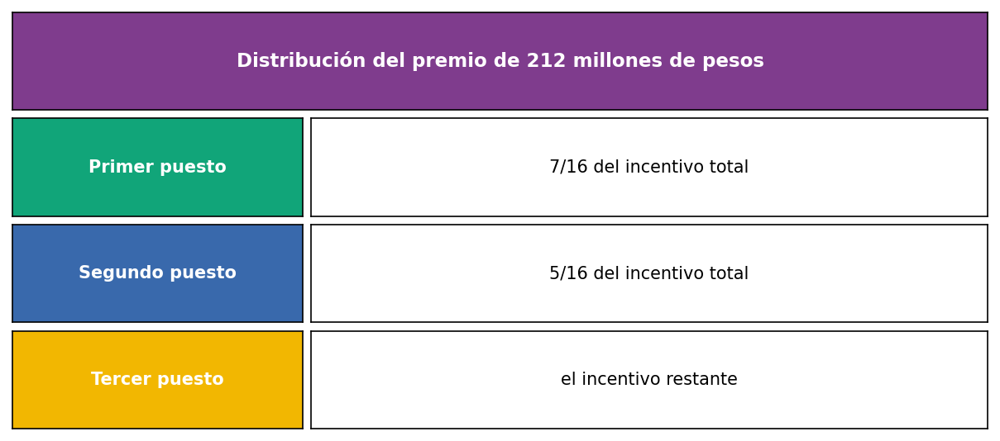 Distribución del premio de 212 millones de pesos
Primer puesto
7/16 del incentivo total
Segundo puesto
5/16 del incentivo total
Tercer puesto
el incentivo restante